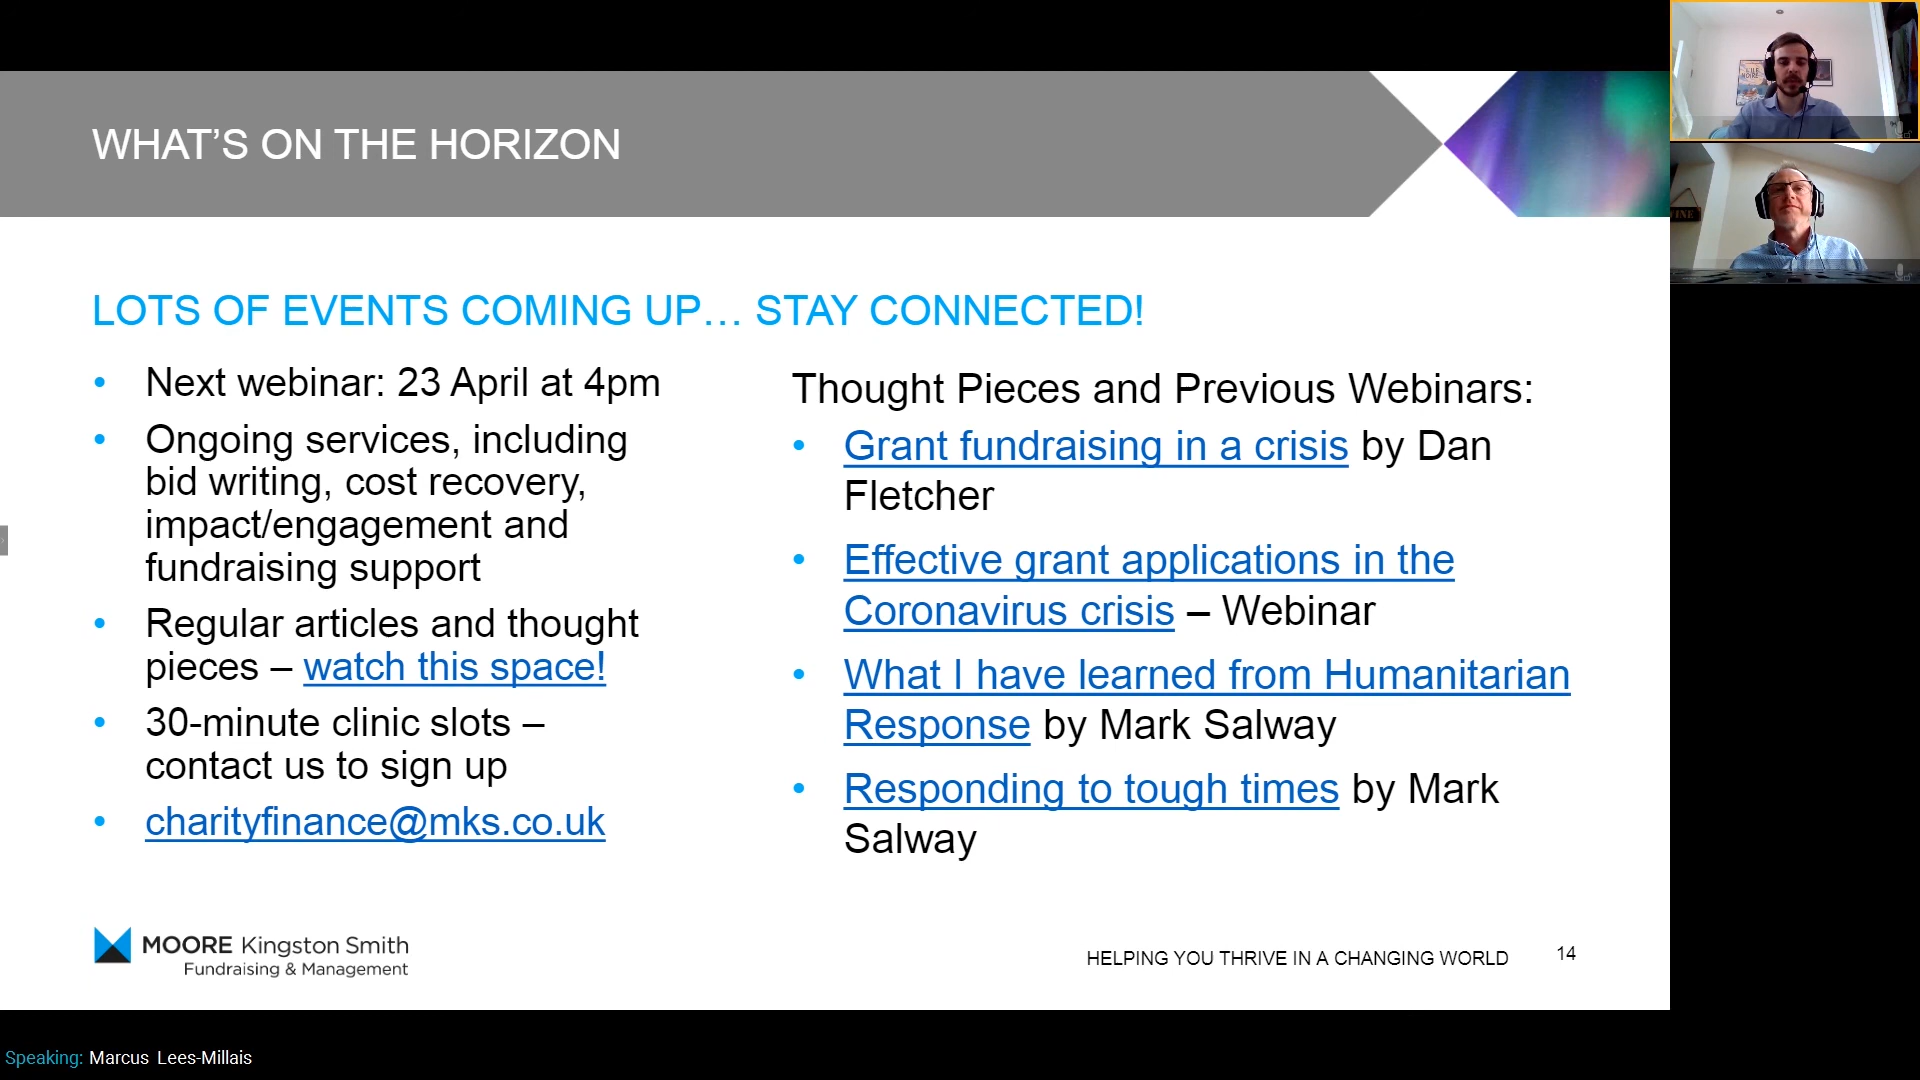 WHAT’S ON THE HORIZON
LOTS OF EVENTS COMING UP… STAY CONNECTED!
• Next webinar: 23 April at 4pm
• Ongoing services, including
bid writing, cost recovery,
impact/engagement and
fundraising support
• Regular articles and thought
pieces – watch this space!
• 30-minute clinic slots –
contact us to sign up
• charityfinance@mks.co.uk
Thought Pieces and Previous Webinars:
• Grant fundraising in a crisis by Dan
Fletcher
• Effective grant applications in the
Coronavirus crisis – Webinar
• What I have learned from Humanitarian
Response by Mark Salway
• Responding to tough times by Mark
Salway
MOORE Kingston Smith
Fundraising & Management
HELPING YOU THRIVE IN A CHANGING WORLD
14
Speaking: Marcus Lees-Millais